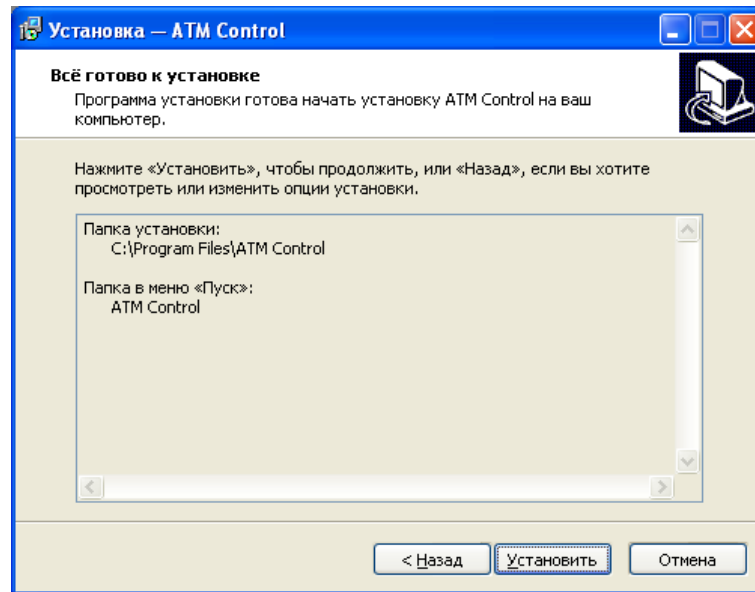 Установка — ATM Control
Всё готово к установке
Программа установки готова начать установку ATM Control на ваш
компьютер.
Нажмите «Установить», чтобы продолжить, или «Назад», если вы хотите
просмотреть или изменить опции установки.
Папка установки:
C:\Program Files\ATM Control
Папка в меню «Пуск»:
ATM Control
< Назад
Установить
Отмена